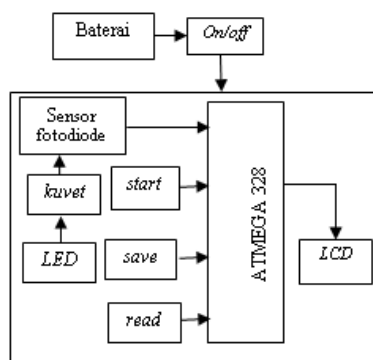 Baterai
On/off
Sensor
fotodiode
kuvet
LED
start
save
read
ATMEGA 328
LCD